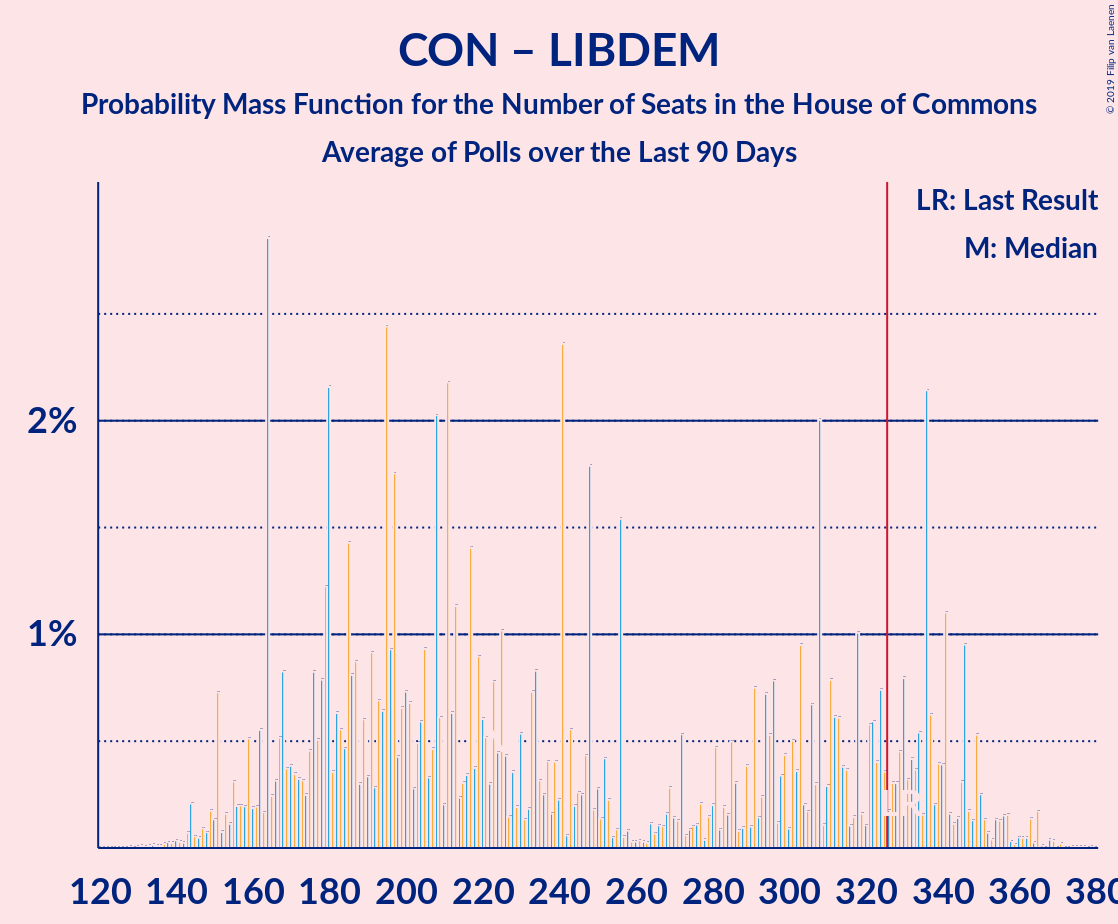 CON – LIBDEM
Probability Mass Function for the Number of Seats in the House of Commons
Average of Polls over the Last 90 Days
© 2019 Filip van Laenen
LR: Last Result
M: Median
2%
1%
LR
120 140 160 180 200 220 240 260 280 300 320 340 360 380